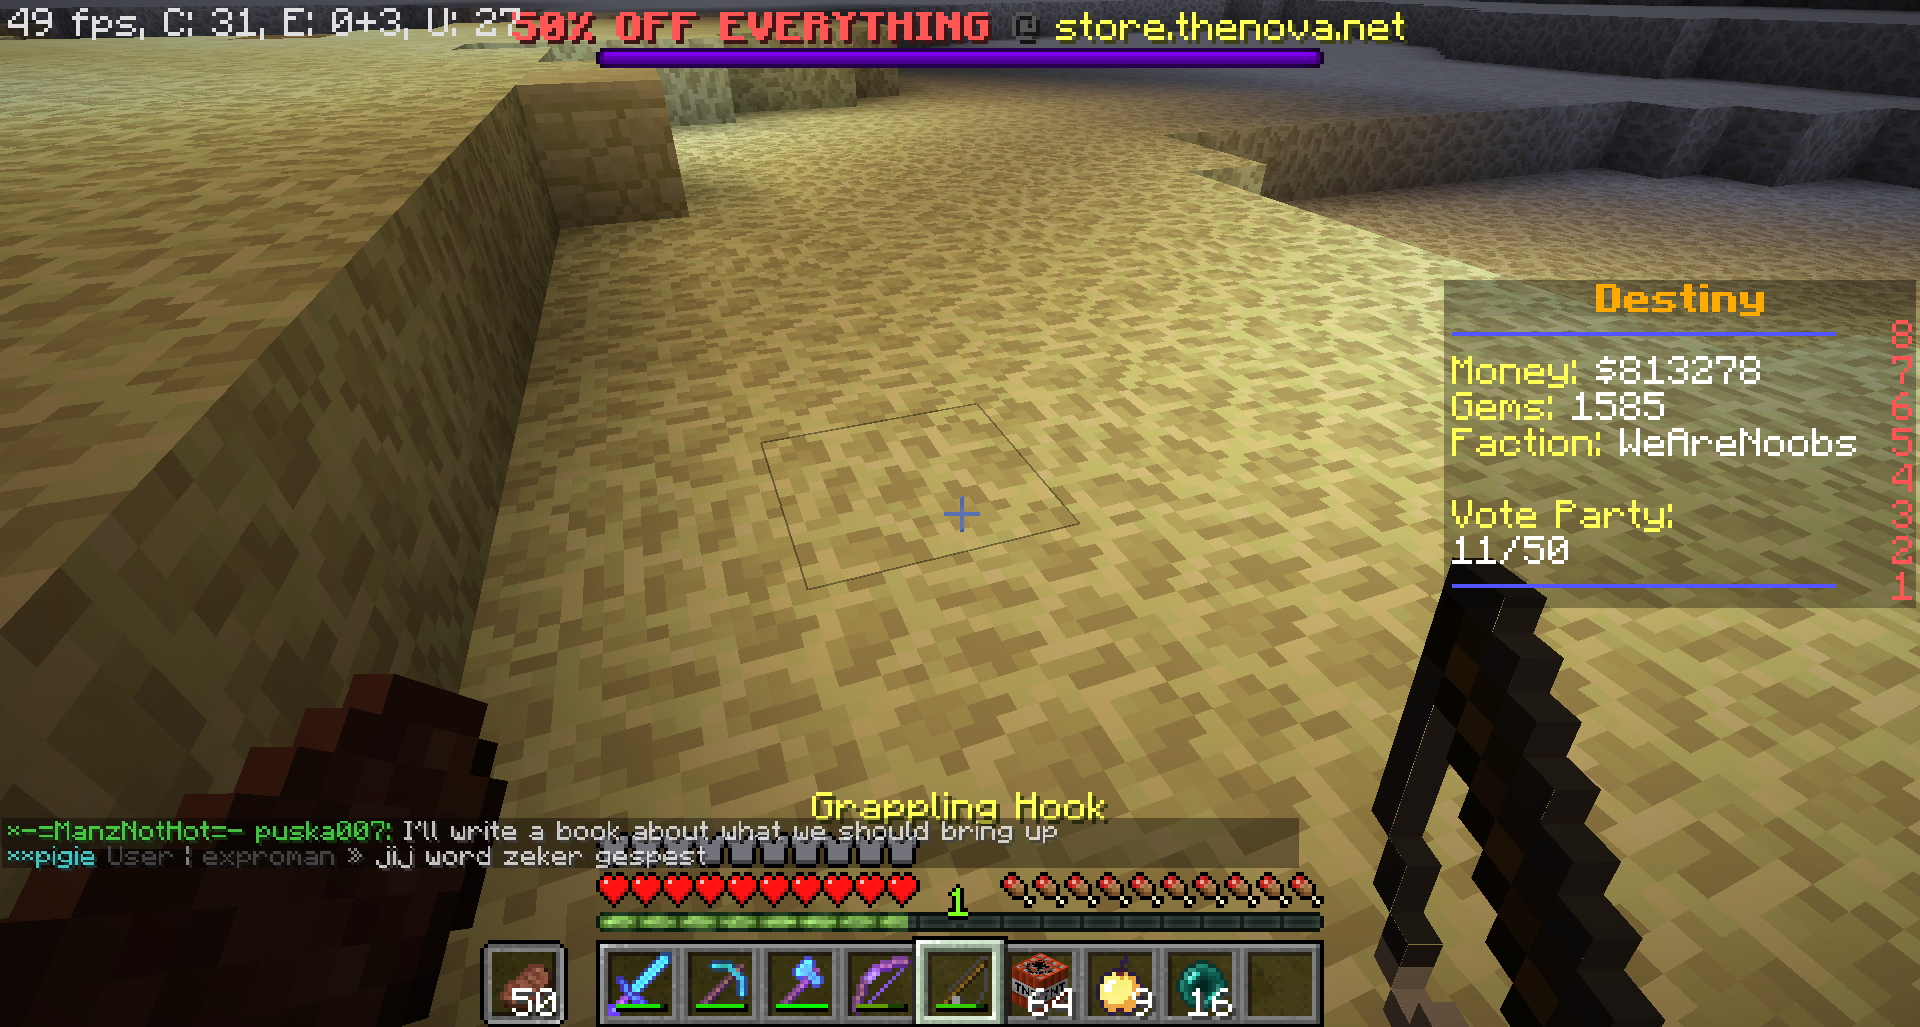 49 fps, C: 31, E: 0+3, U: 27
50% OFF EVERYTHING @ store.thenova.net
Destiny
8
Money: $813278 7
Gems: 1585 6
Faction: WeAreNoobs 5
4
Vote Party: 3
11/50 2
1
Grappling Hook
×-=ManzNotHot=- puska007: I'll write a book about what we should bring up
××pigie User | exproman » jij word zeker gespest
1
50
TNT
64
9
16